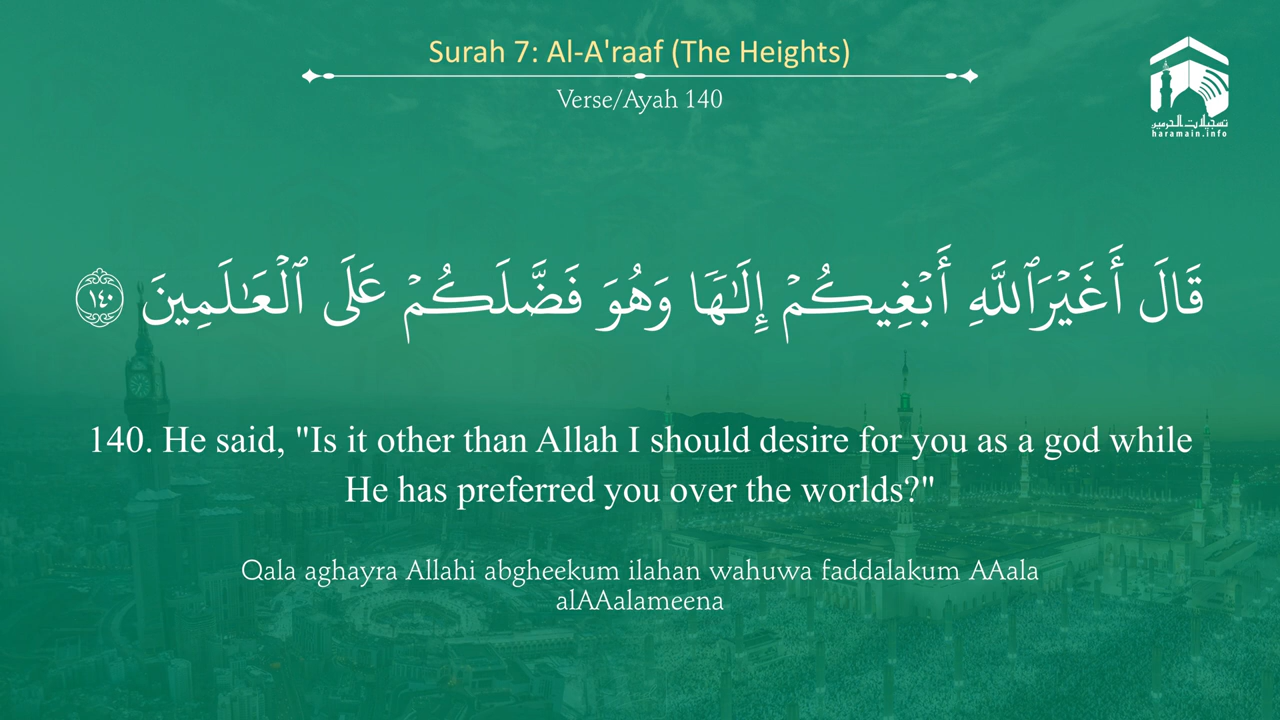 Surah 7: Al-A'raaf (The Heights)
Verse/Ayah 140
تسجيلات الحرمين
haramain.info
قَالَ أَغَيْرَ ٱللَّهِ أَبْغِيكُمْ إِلَـٰهًا وَهُوَ فَضَّلَكُمْ عَلَى ٱلْعَـٰلَمِينَ ١٤٠
140. He said, "Is it other than Allah I should desire for you as a god while
He has preferred you over the worlds?"
Qala aghayra Allahi abgheekum ilahan wahuwa faddalakum AAala
alAAalameena